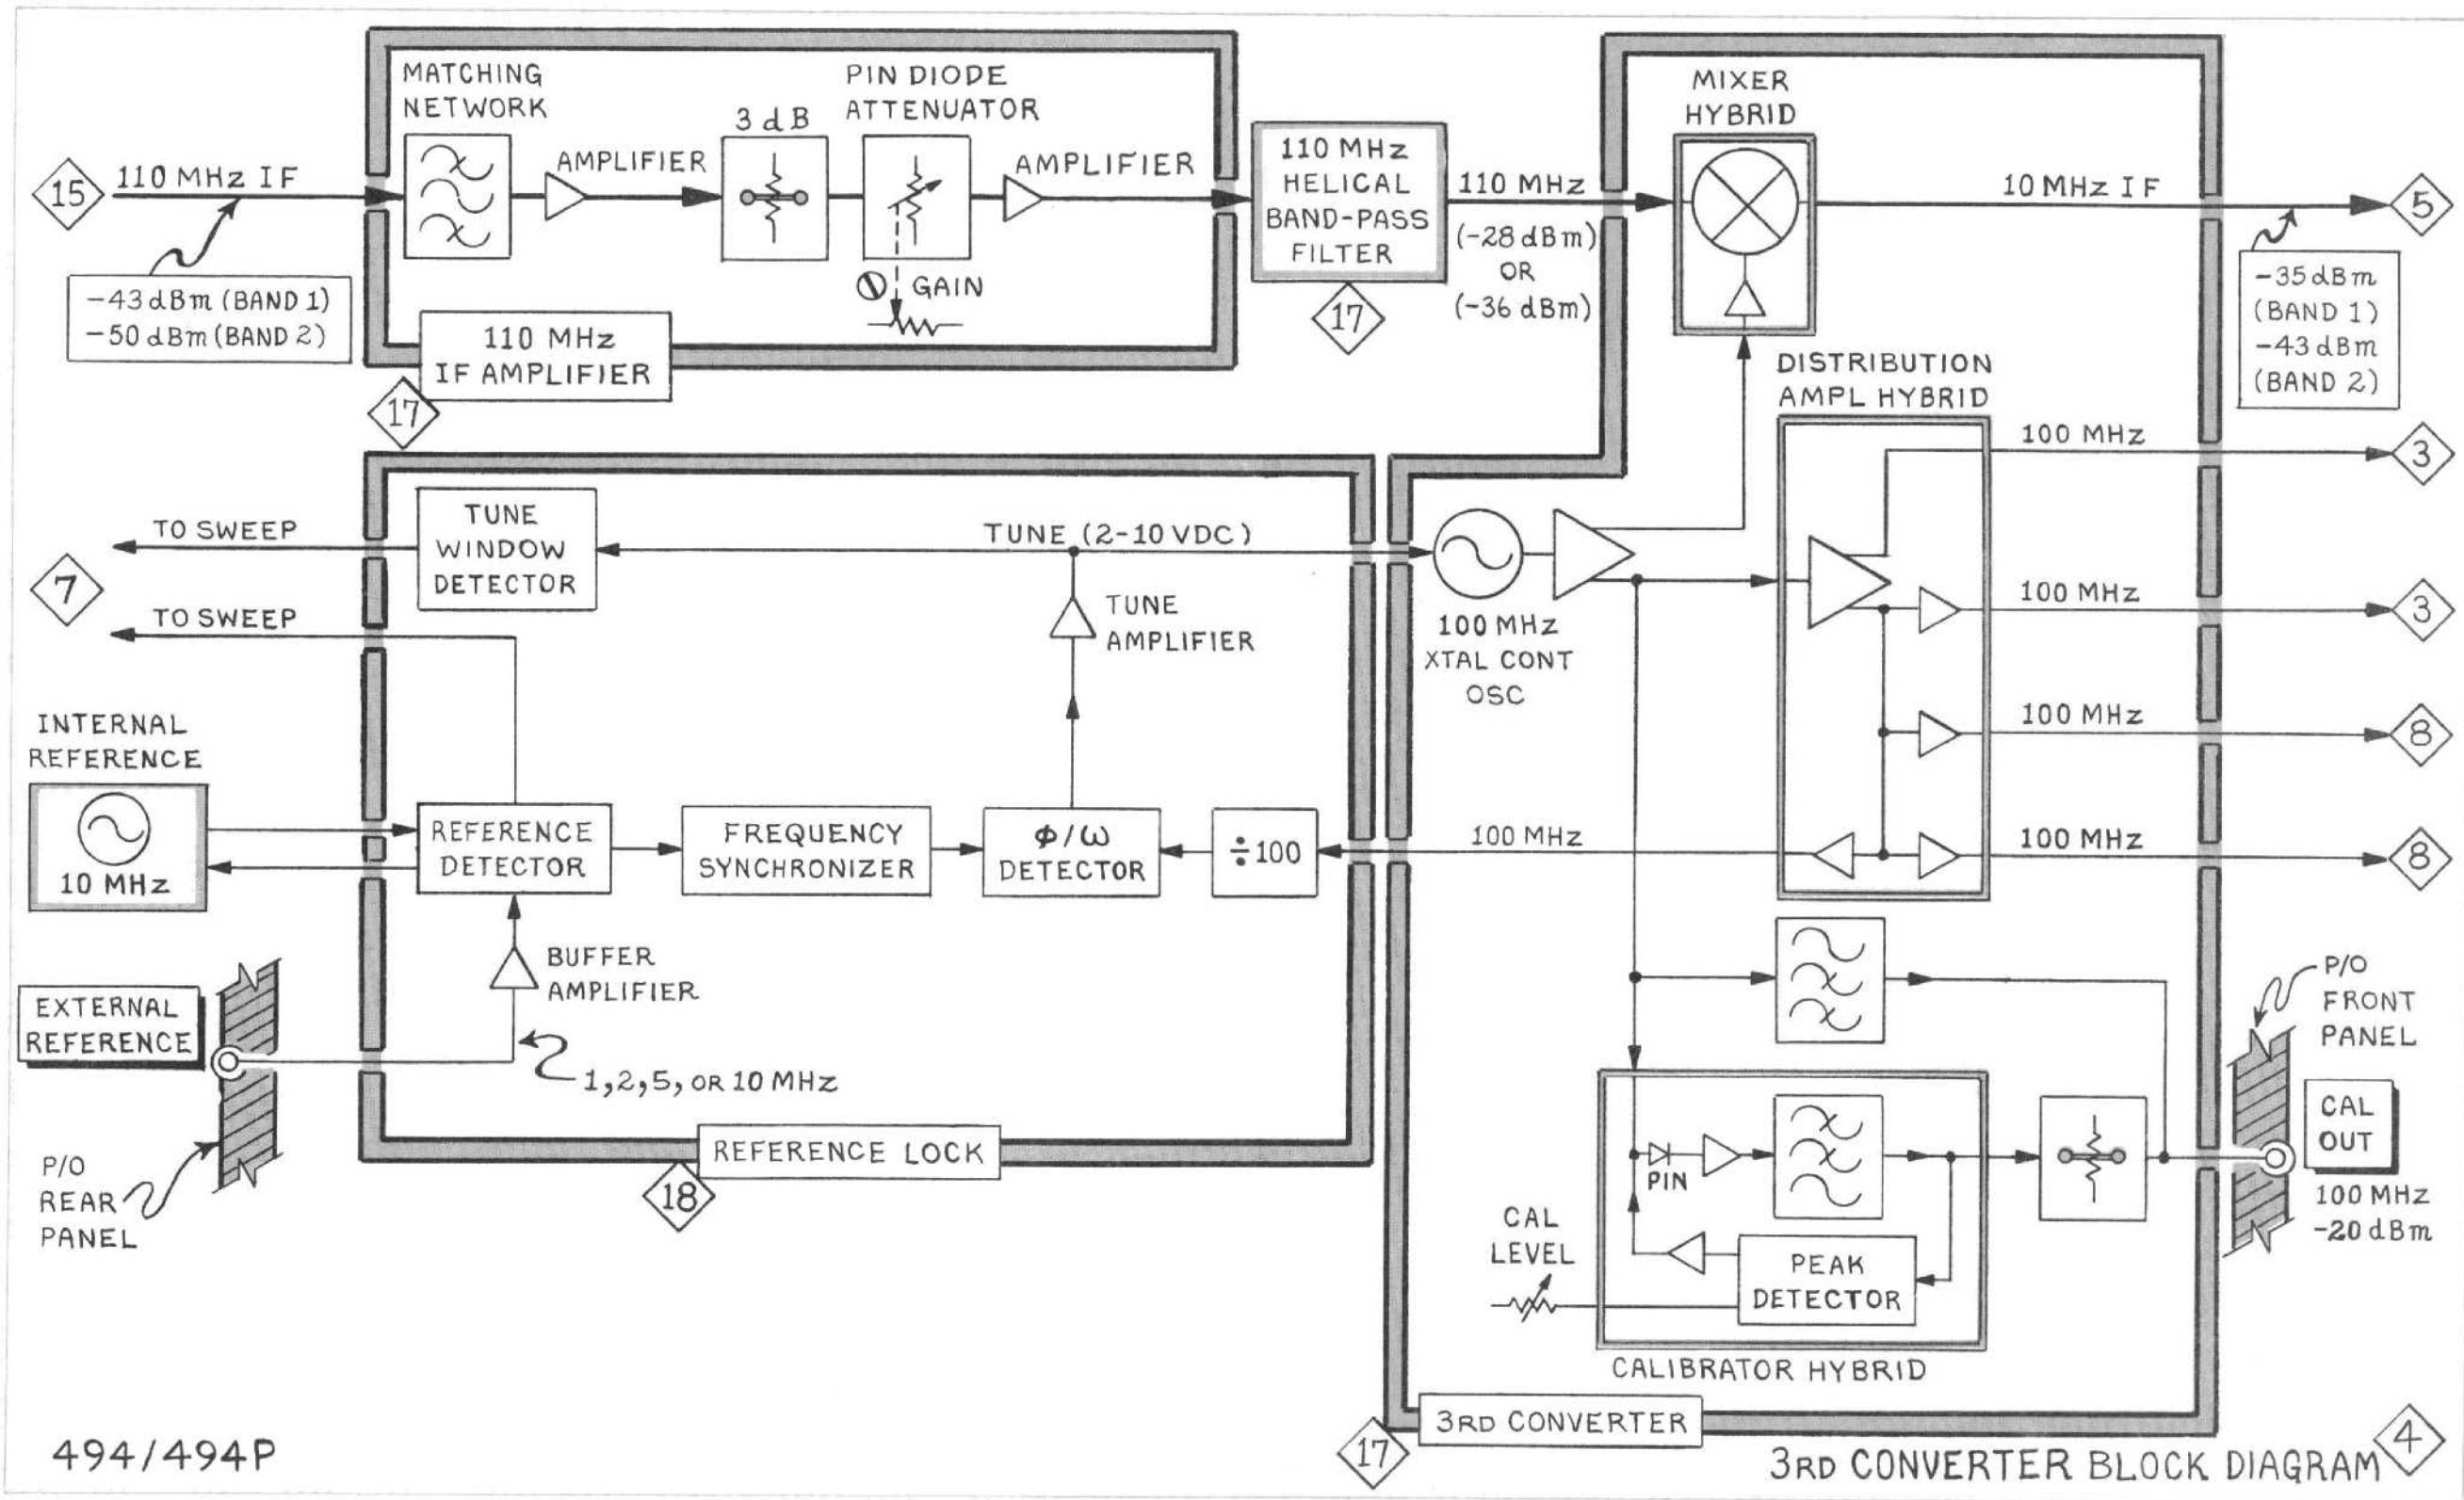 MATCHING
NETWORK
AMPLIFIER
3 dB
PIN DIODE
ATTENUATOR
AMPLIFIER
GAIN
15
110 MHz IF
-43 dBm (BAND 1)
-50 dBm (BAND 2)
110 MHz
IF AMPLIFIER
17
110 MHz
HELICAL
BAND-PASS
FILTER
17
110 MHz
(-28 dBm)
OR
(-36 dBm)
MIXER
HYBRID
10 MHz IF
5
-35 dBm
(BAND 1)
-43 dBm
(BAND 2)
DISTRIBUTION
AMPL HYBRID
100 MHz
3
100 MHz
3
100 MHz
8
100 MHz
8
TO SWEEP
7
TO SWEEP
TUNE
WINDOW
DETECTOR
TUNE (2-10 VDC)
TUNE
AMPLIFIER
100 MHz
XTAL CONT
OSC
INTERNAL
REFERENCE
10 MHz
REFERENCE
DETECTOR
FREQUENCY
SYNCHRONIZER
Φ/ω
DETECTOR
÷100
100 MHz
BUFFER
AMPLIFIER
EXTERNAL
REFERENCE
1,2,5, OR 10 MHz
P/O
REAR
PANEL
REFERENCE LOCK
18
P/O
FRONT
PANEL
CAL
OUT
100 MHz
-20 dBm
PIN
CAL
LEVEL
PEAK
DETECTOR
CALIBRATOR HYBRID
3RD CONVERTER
17
494/494P
3RD CONVERTER BLOCK DIAGRAM
4